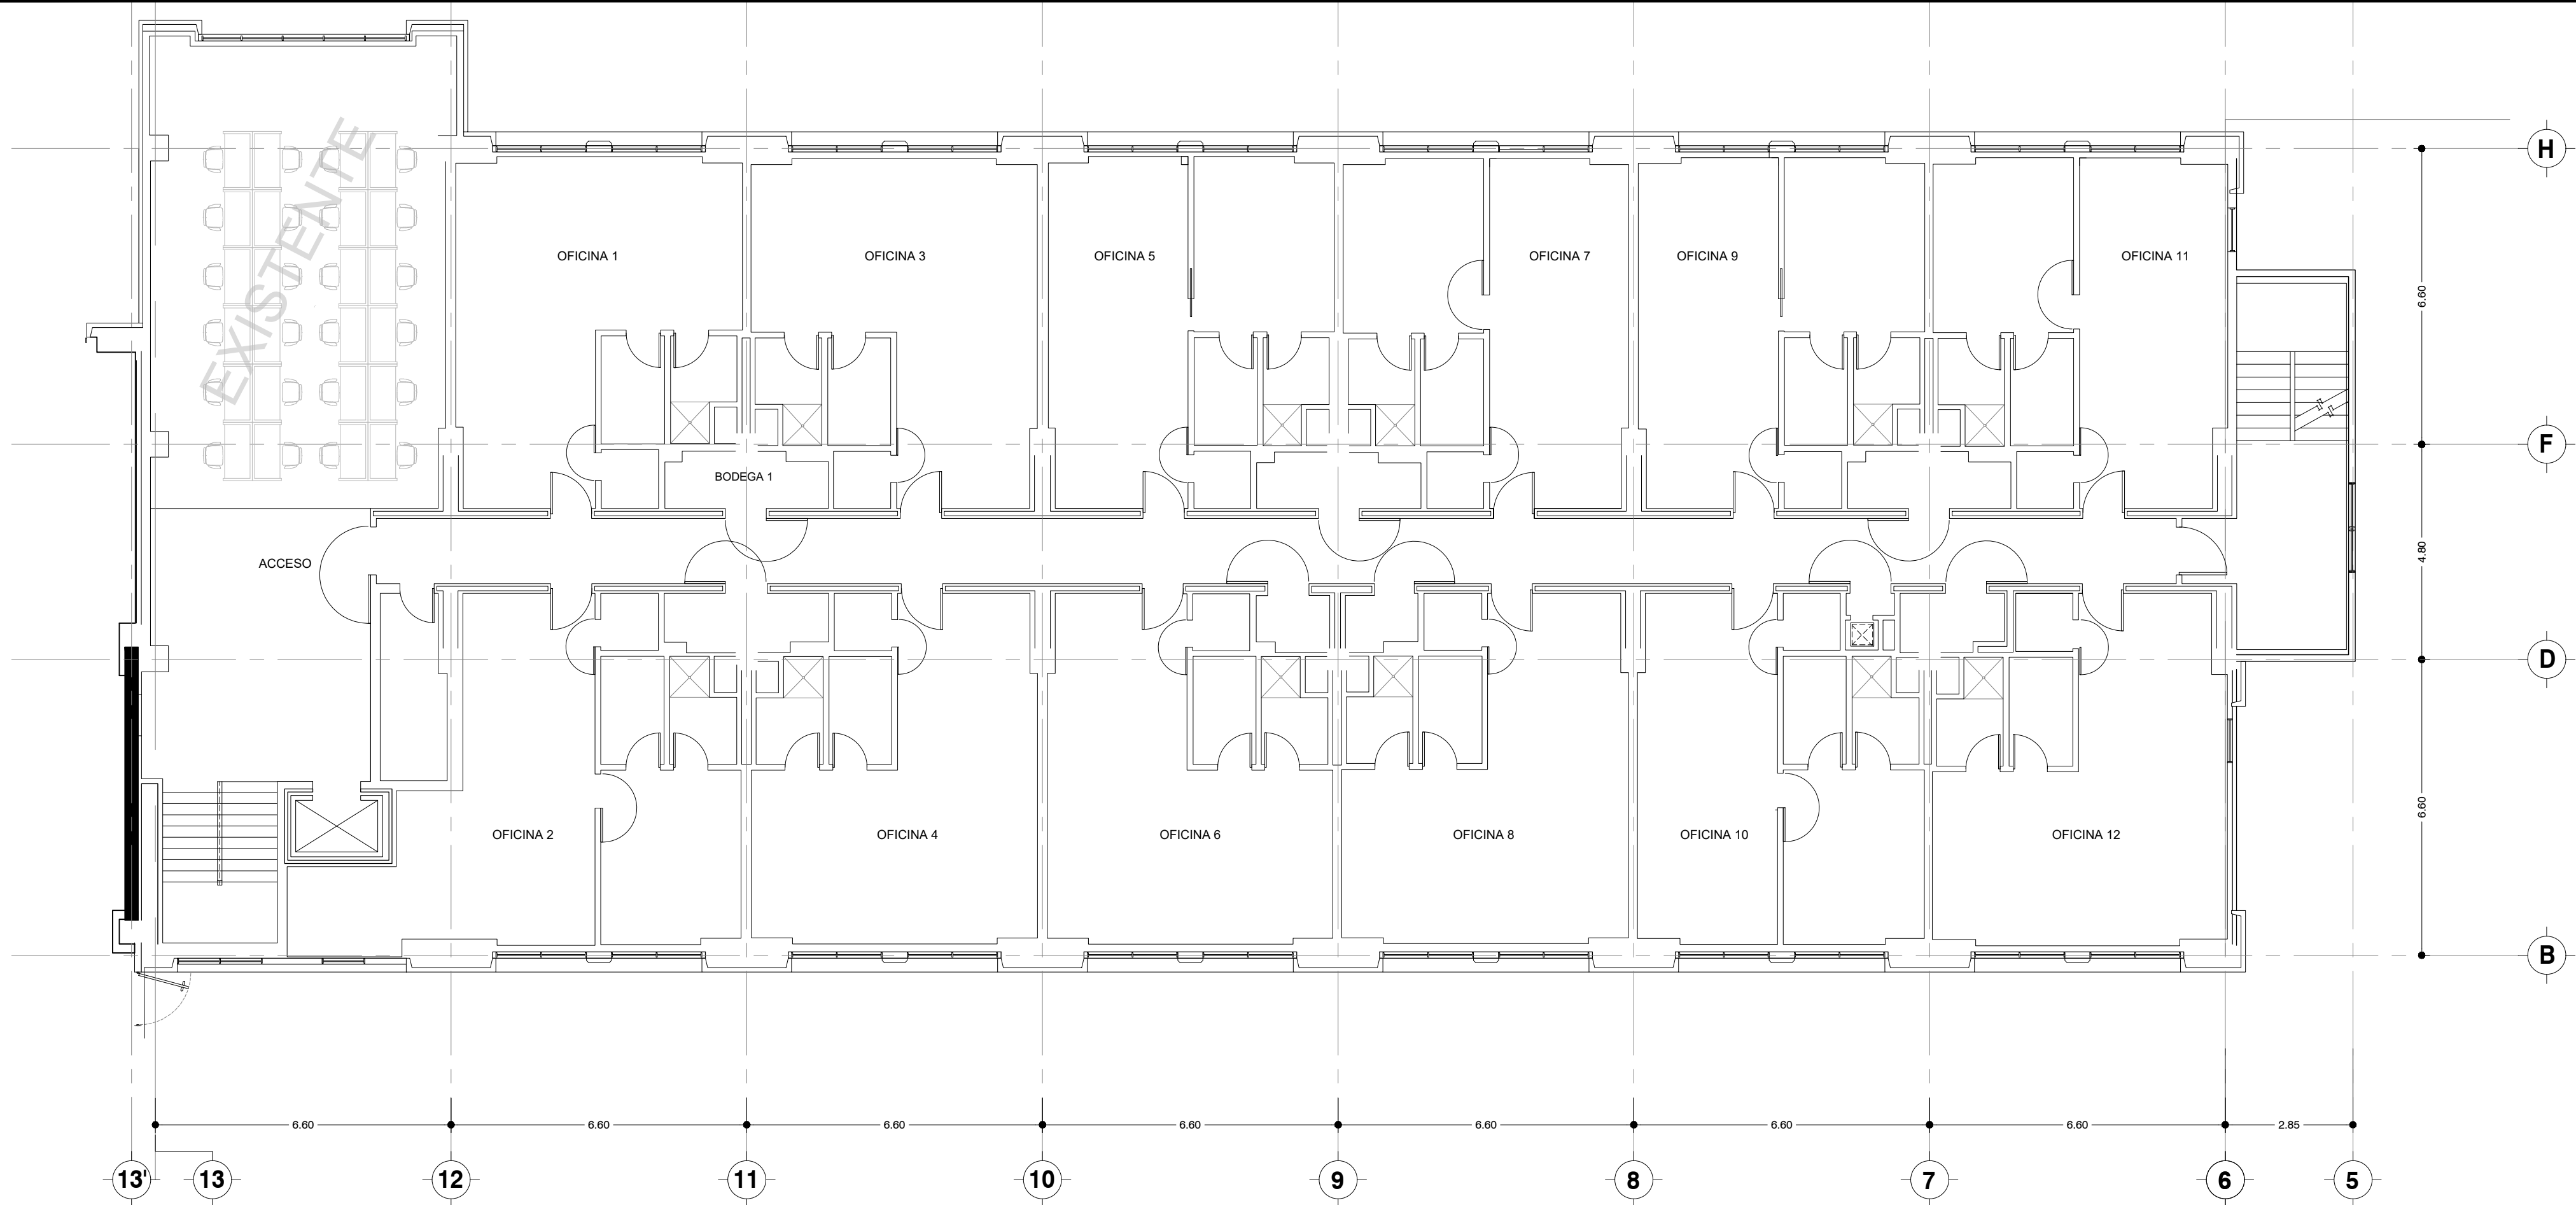 H
EXISTENTE
OFICINA 1
OFICINA 3
OFICINA 5
OFICINA 7
OFICINA 9
OFICINA 11
6.60
F
BODEGA 1
ACCESO
4.80
D
OFICINA 2
OFICINA 4
OFICINA 6
OFICINA 8
OFICINA 10
OFICINA 12
6.60
B
6.60
6.60
6.60
6.60
6.60
6.60
6.60
2.85
13'
13
12
11
10
9
8
7
6
5